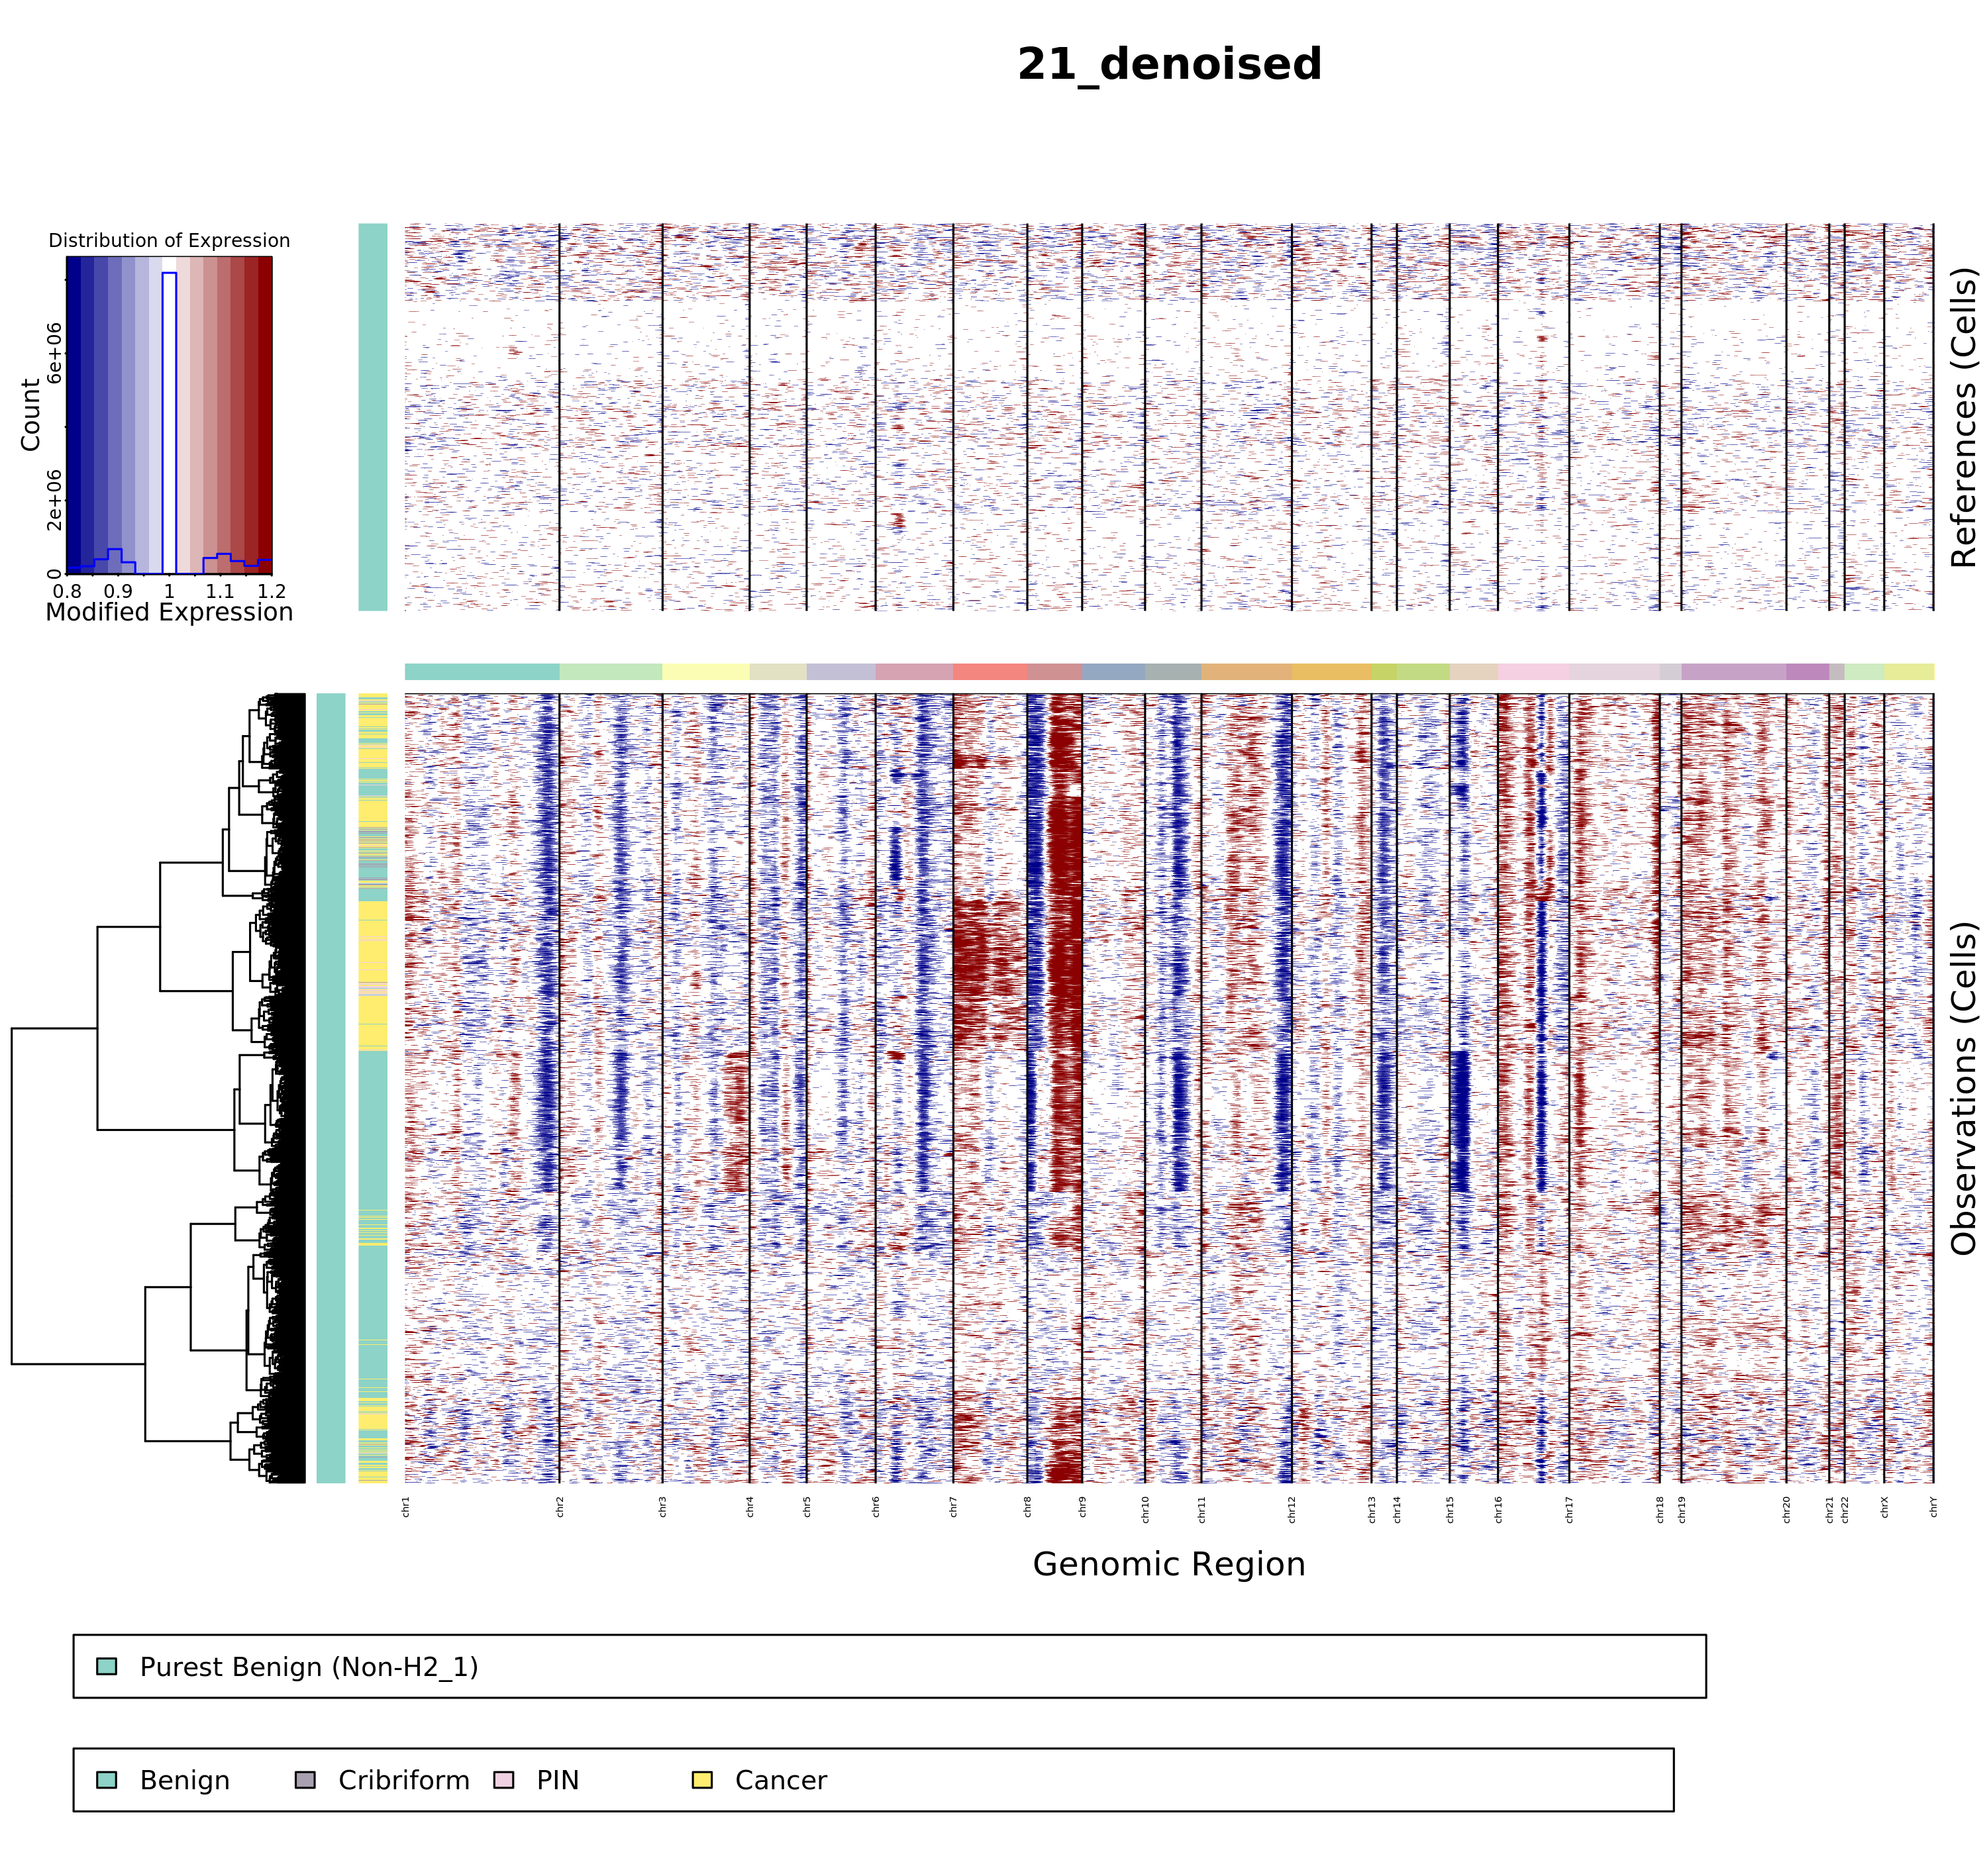 21_denoised
Distribution of Expression
Count
0 2e+06 6e+06
0.8 0.9 1 1.1 1.2
Modified Expression
References (Cells)
Observations (Cells)
chr1 chr2 chr3 chr4 chr5 chr6 chr7 chr8 chr9 chr10 chr11 chr12 chr13 chr14 chr15 chr16 chr17 chr18 chr19 chr20 chr21 chr22 chrX chrY
Genomic Region
Purest Benign (Non-H2_1)
Benign Cribriform PIN Cancer